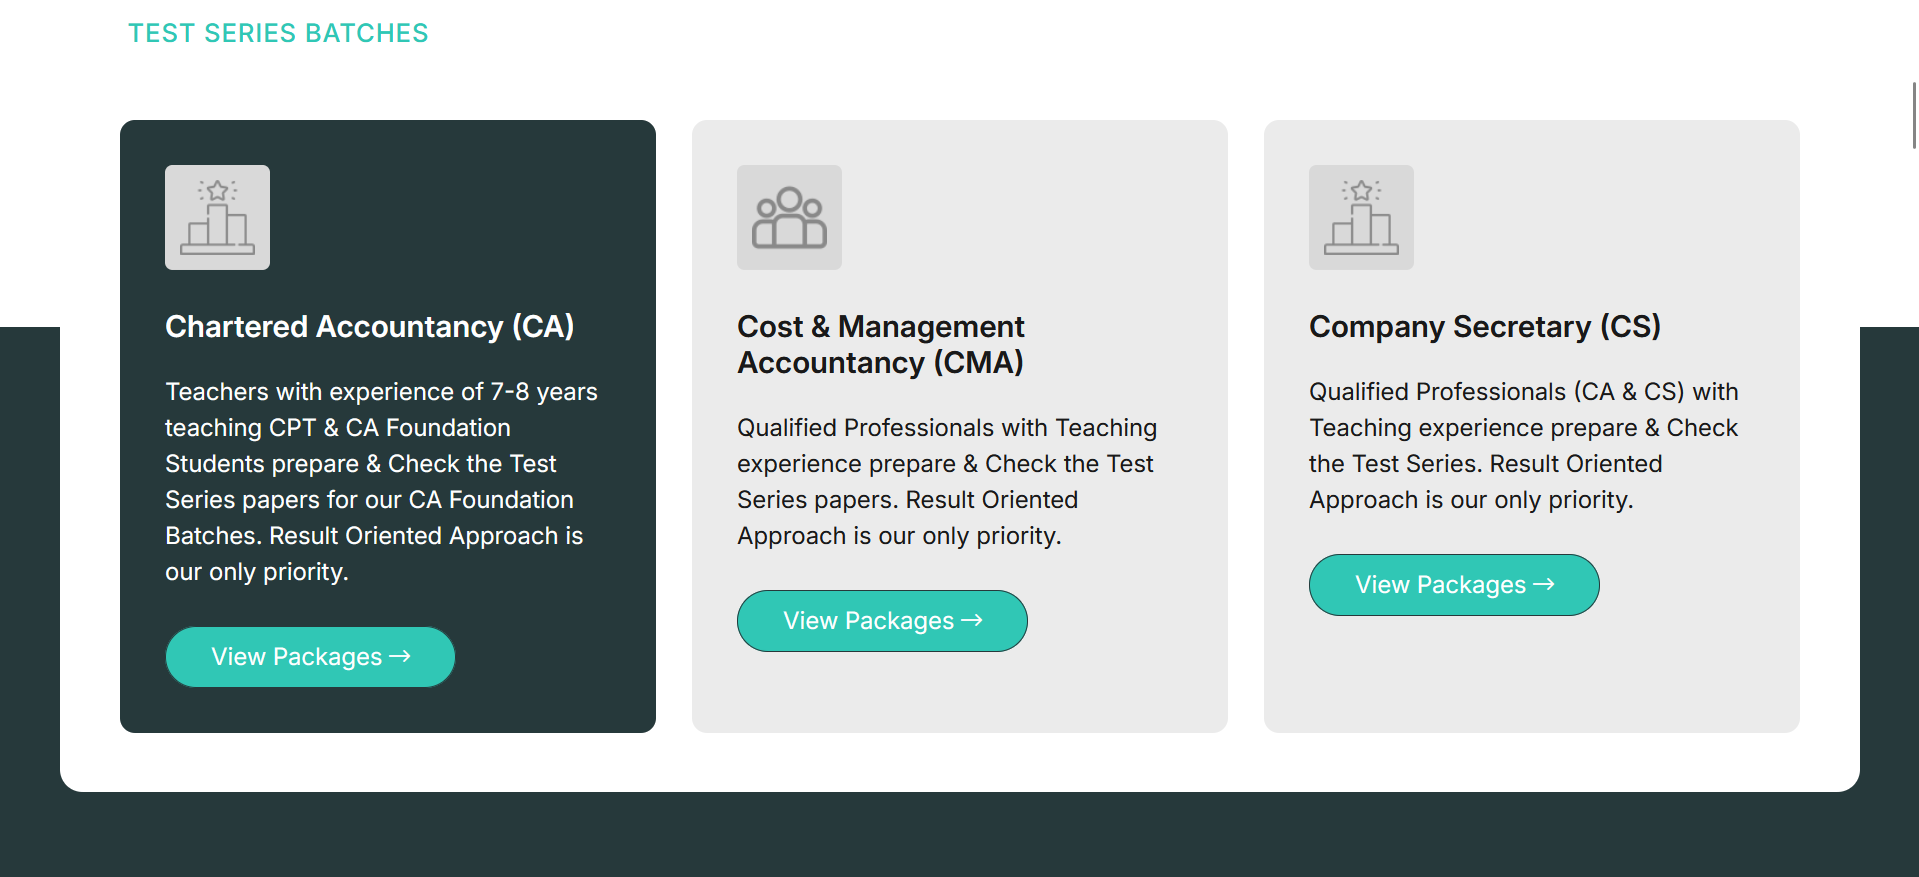 TEST SERIES BATCHES
Chartered Accountancy (CA)
Teachers with experience of 7-8 years
teaching CPT & CA Foundation
Students prepare & Check the Test
Series papers for our CA Foundation
Batches. Result Oriented Approach is
our only priority.
View Packages →
Cost & Management
Accountancy (CMA)
Qualified Professionals with Teaching
experience prepare & Check the Test
Series papers. Result Oriented
Approach is our only priority.
View Packages →
Company Secretary (CS)
Qualified Professionals (CA & CS) with
Teaching experience prepare & Check
the Test Series. Result Oriented
Approach is our only priority.
View Packages →